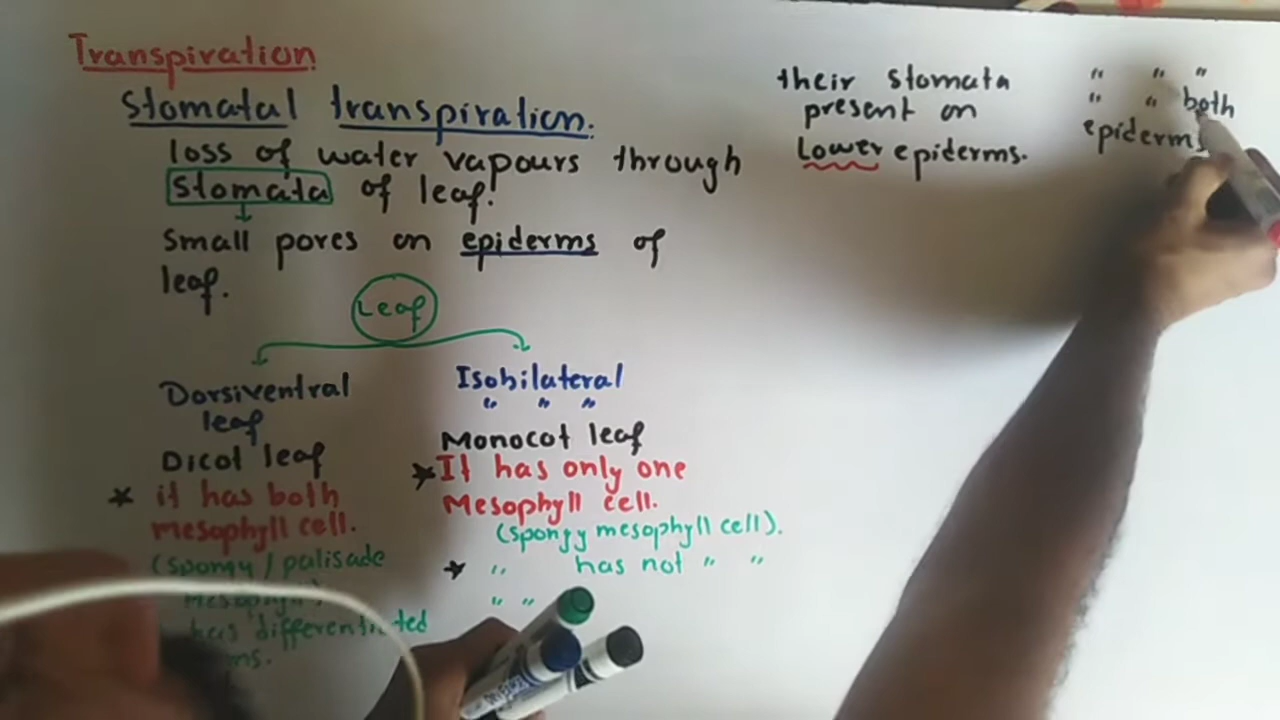 Transpiration
Stomatal transpiration.
loss of water vapours through
Stomata of leaf.
Small pores on epiderms of
leaf.
Leaf
Dorsiventral
leaf
Dicot leaf
★ it has both
mesophyll cell.
(spongy / palisade
has differentiated
Isobilateral
" " "
Monocot leaf
★ It has only one
Mesophyll cell.
(spongy mesophyll cell).
★ " has not " "
" "
their stomata
present on
Lower epiderms.
" " "
" " both
epiderms